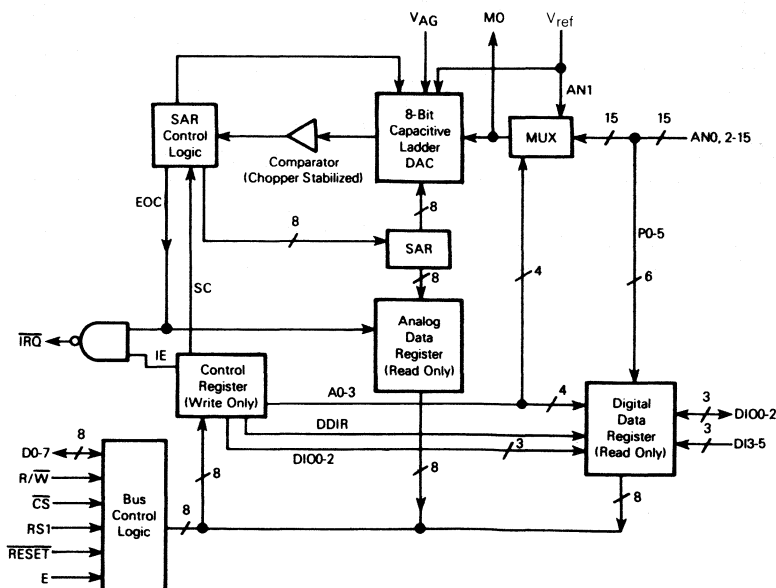 VAG
MO
Vref
AN1
8-Bit
Capacitive
Ladder
DAC
SAR
Control
Logic
Comparator
(Chopper Stabilized)
MUX
15
15
AN0, 2-15
EOC
8
8
SAR
8
4
P0-5
6
SC
IRQ
IE
Analog
Data
Register
(Read Only)
Control
Register
(Write Only)
A0-3
4
DDIR
DIO0-2
3
Digital
Data
Register
(Read Only)
3
DIO0-2
3
DI3-5
8
D0-7
R/W
CS
RS1
RESET
E
Bus
Control
Logic
8
8
8
8